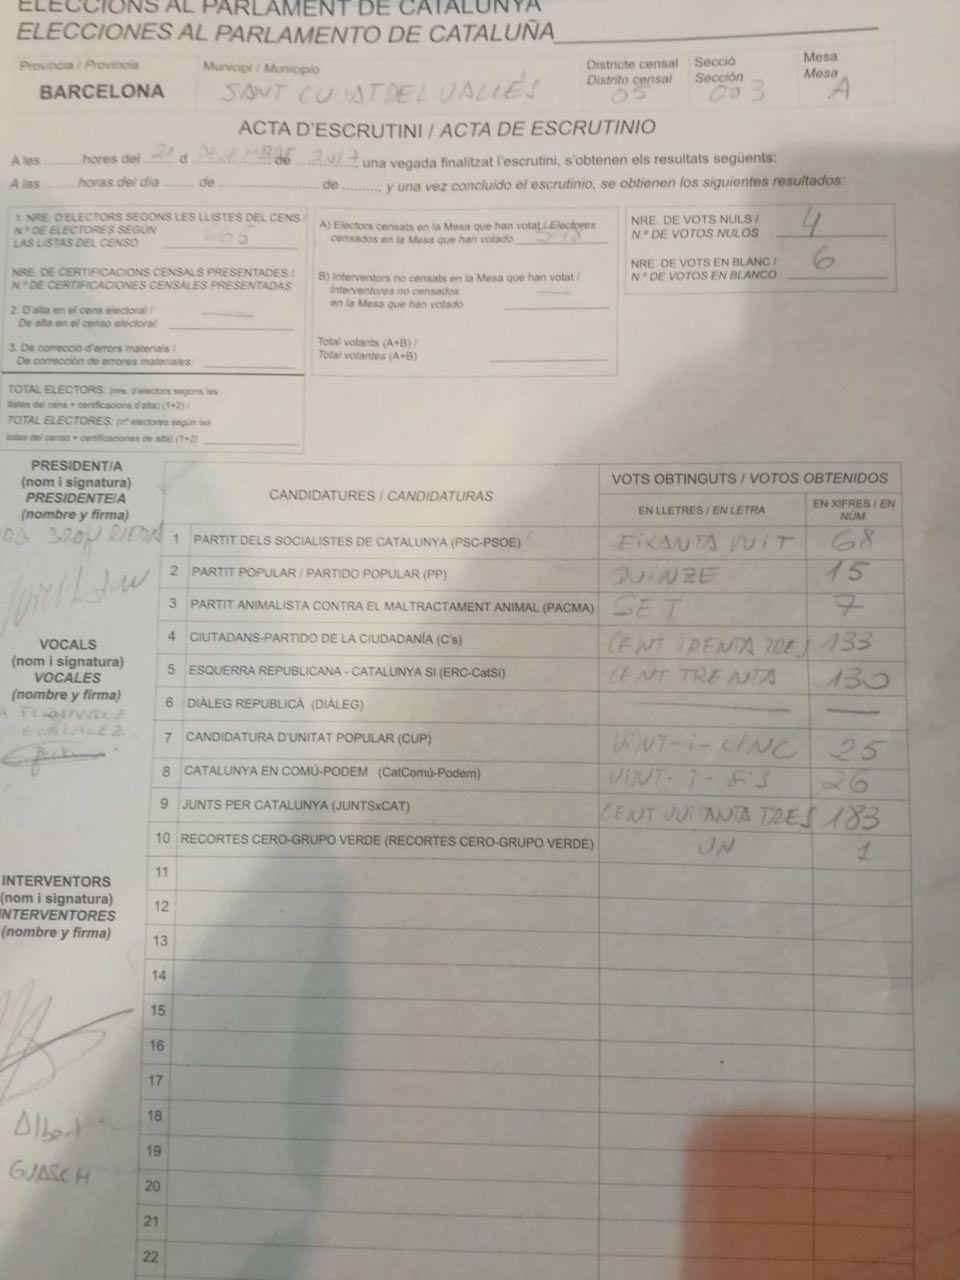 ELECCIONS AL PARLAMENT DE CATALUNYA
ELECCIONES AL PARLAMENTO DE CATALUÑA
Província / Provincia
BARCELONA
Municipi / Municipio
SANT CUGAT DEL VALLÉS
Districte censal
Distrito censal
05
Secció
Sección
003
Mesa
Mesa
A
ACTA D'ESCRUTINI / ACTA DE ESCRUTINIO
A les .......... hores del ... 21 d DESEMBRE de 2017, una vegada finalitzat l'escrutini, s'obtenen els resultats següents:
A las .......... horas del día ........ de ........................ de ........., y una vez concluido el escrutinio, se obtienen los siguientes resultados:
1. NRE. D'ELECTORS SEGONS LES LLISTES DEL CENS /
N.º DE ELECTORES SEGÚN
LAS LISTAS DEL CENSO 665
NRE. DE CERTIFICACIONS CENSALS PRESENTADES /
N.º DE CERTIFICACIONES CENSALES PRESENTADAS
2. D'alta en el cens electoral /
De alta en el censo electoral:
3. De correcció d'errors materials /
De corrección de errores materiales:
TOTAL ELECTORS: (nre. d'electors segons les
llistes del cens + certificacions d'alta) (1+2) /
TOTAL ELECTORES: (nº electores según las
listas del censo + certificaciones de alta) (1+2)
A) Electors censats en la Mesa que han votat / Electores
censados en la Mesa que han votado
B) Interventors no censats en la Mesa que han votat /
Interventores no censados
en la Mesa que han votado
Total votants (A+B) /
Total votantes (A+B)
NRE. DE VOTS NULS /
N.º DE VOTOS NULOS 4
NRE. DE VOTS EN BLANC /
N.º DE VOTOS EN BLANCO 6
PRESIDENT/A
(nom i signatura)
PRESIDENTE/A
(nombre y firma)
VOCALS
(nom i signatura)
VOCALES
(nombre y firma)
FERNANDEZ
GONZALEZ
INTERVENTORS
(nom i signatura)
INTERVENTORES
(nombre y firma)
Albert
GUASCH
CANDIDATURES / CANDIDATURAS
VOTS OBTINGUTS / VOTOS OBTENIDOS
EN LLETRES / EN LETRA
EN XIFRES / EN NÚM.
1 PARTIT DELS SOCIALISTES DE CATALUNYA (PSC-PSOE) EIXANTA VUIT 68
2 PARTIT POPULAR / PARTIDO POPULAR (PP) QUINZE 15
3 PARTIT ANIMALISTA CONTRA EL MALTRACTAMENT ANIMAL (PACMA) SET 7
4 CIUTADANS-PARTIDO DE LA CIUDADANÍA (C's) CENT TRENTA TRES 133
5 ESQUERRA REPUBLICANA - CATALUNYA SI (ERC-CatSí) CENT TRENTA 130
6 DIÀLEG REPUBLICÀ (DIÀLEG)
7 CANDIDATURA D'UNITAT POPULAR (CUP) VINT-i-CINC 25
8 CATALUNYA EN COMÚ-PODEM (CatComú-Podem) VINT-i-SIS 26
9 JUNTS PER CATALUNYA (JUNTSxCAT) CENT VUITANTA TRES 183
10 RECORTES CERO-GRUPO VERDE (RECORTES CERO-GRUPO VERDE) UN 1
11
12
13
14
15
16
17
18
19
20
21
22